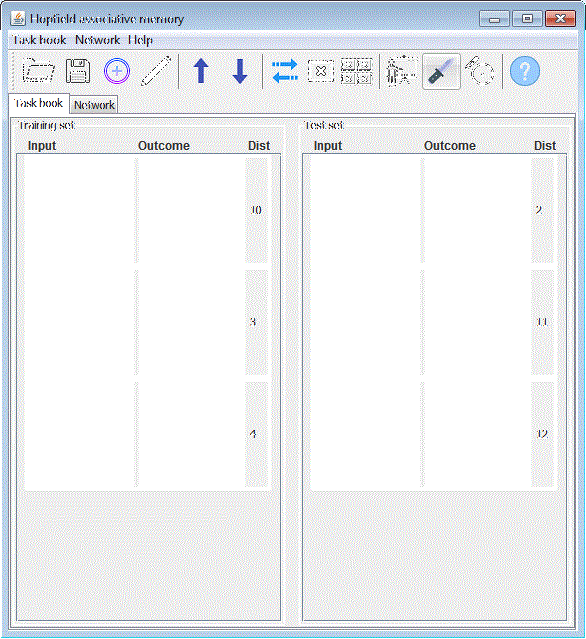 Hopfield associative memory
Task book Network Help
?
Task book Network
Training set:
Input Outcome Dist
10
3
4
Test set:
Input Outcome Dist
2
11
12